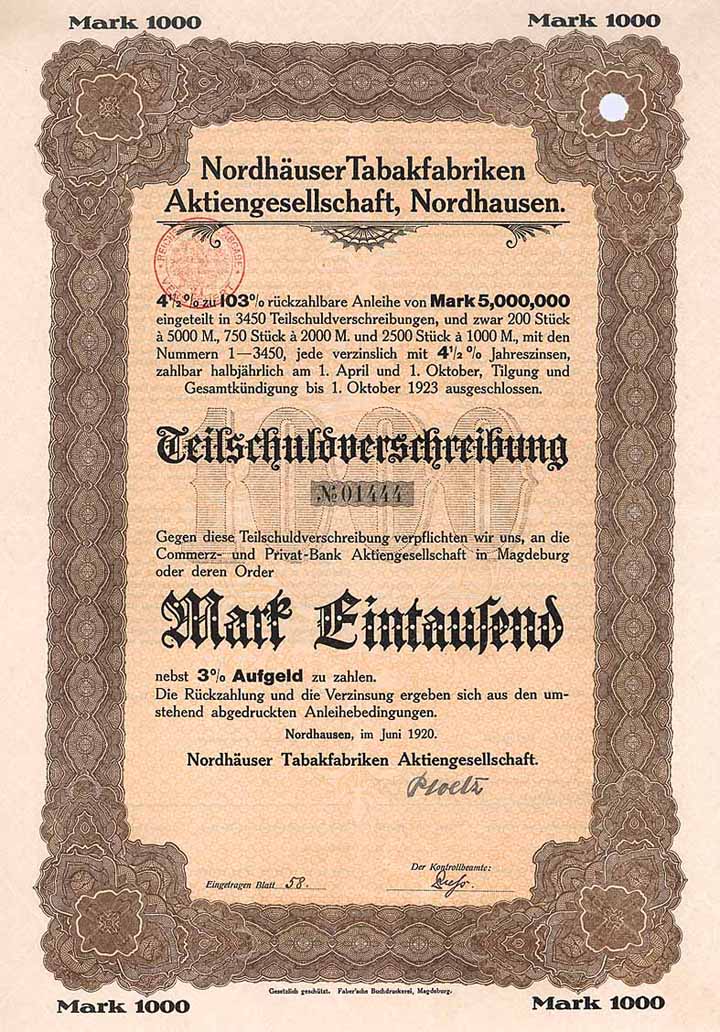 Mark 1000 Mark 1000
Nordhäuser Tabakfabriken
Aktiengesellschaft, Nordhausen.
4½% zu 103% rückzahlbare Anleihe von Mark 5,000,000
eingeteilt in 3450 Teilschuldverschreibungen, und zwar 200 Stück
à 5000 M., 750 Stück à 2000 M. und 2500 Stück à 1000 M., mit den
Nummern 1—3450, jede verzinslich mit 4½% Jahreszinsen,
zahlbar halbjährlich am 1. April und 1. Oktober, Tilgung und
Gesamtkündigung bis 1. Oktober 1923 ausgeschlossen.
1000
Teilschuldverschreibung
№ 01444
Gegen diese Teilschuldverschreibung verpflichten wir uns, an die
Commerz- und Privat-Bank Aktiengesellschaft in Magdeburg
oder deren Order
Mark Eintausend
nebst 3% Aufgeld zu zahlen.
Die Rückzahlung und die Verzinsung ergeben sich aus den um-
stehend abgedruckten Anleihebedingungen.
Nordhausen, im Juni 1920.
Nordhäuser Tabakfabriken Aktiengesellschaft.
Ploetz
Der Kontrollbeamte:
Eingetragen Blatt 58.
Gesetzlich geschützt. Faber'sche Buchdruckerei, Magdeburg.
Mark 1000 Mark 1000